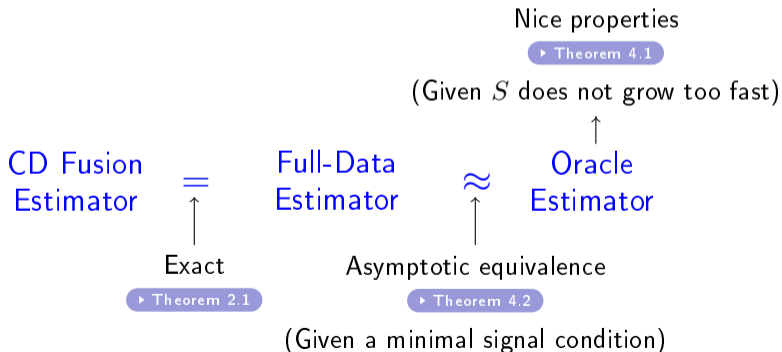 Nice properties
Theorem 4.1
(Given S does not grow too fast)
CD Fusion Estimator = Full-Data Estimator ≈ Oracle Estimator
Exact
Theorem 2.1
Asymptotic equivalence
Theorem 4.2
(Given a minimal signal condition)